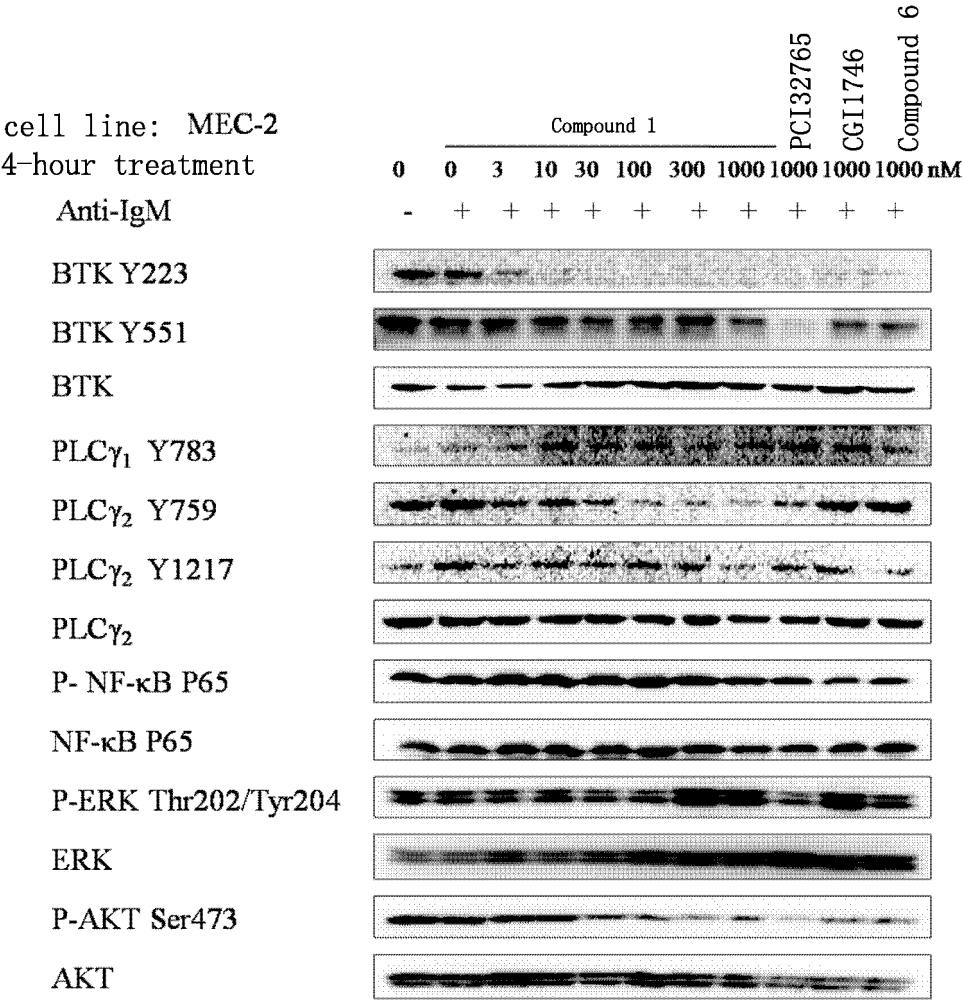 PCI32765
CGI1746
Compound 6
cell line: MEC-2
Compound 1
4-hour treatment
0 0 3 10 30 100 300 1000 1000 1000 1000 nM
Anti-IgM - + + + + + + + + + +
BTK Y223
BTK Y551
BTK
PLCγ₁ Y783
PLCγ₂ Y759
PLCγ₂ Y1217
PLCγ₂
P- NF-κB P65
NF-κB P65
P-ERK Thr202/Tyr204
ERK
P-AKT Ser473
AKT